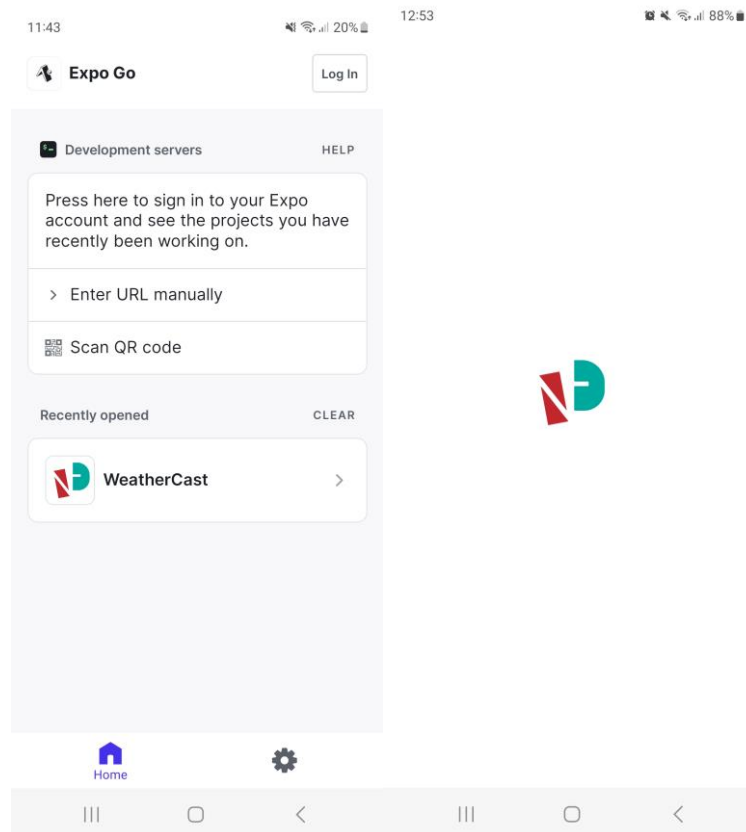 11:43
20%
Expo Go
Log In
Development servers
HELP
Press here to sign in to your Expo
account and see the projects you have
recently been working on.
Enter URL manually
Scan QR code
Recently opened
CLEAR
WeatherCast
Home
12:53
88%